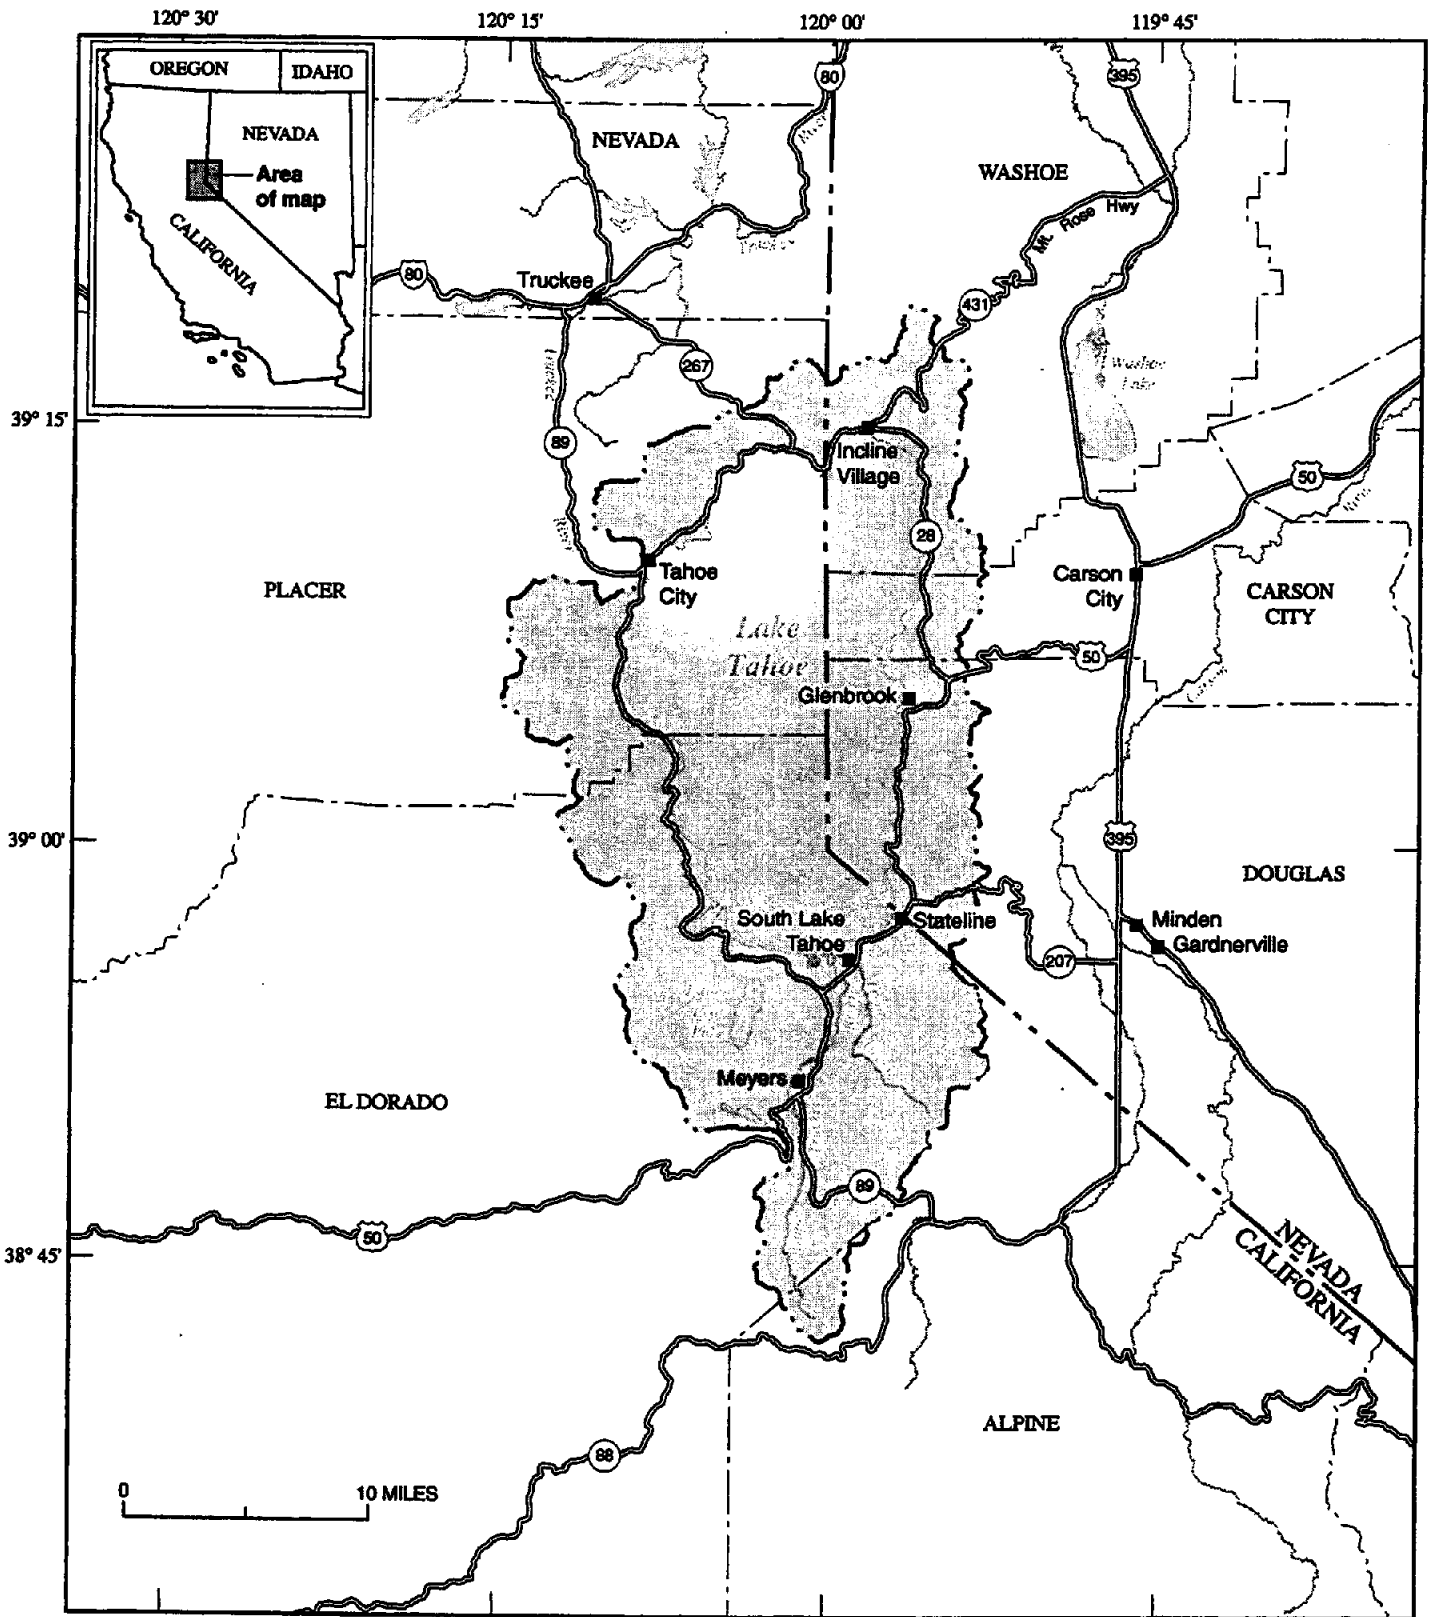 120° 30'
120° 15'
120° 00'
119° 45'
OREGON
IDAHO
NEVADA
Area
of map
CALIFORNIA
80
395
NEVADA
WASHOE
Mt. Rose Hwy
Truckee
80
Truckee
431
267
Washoe
Lake
39° 15'
89
Incline
Village
50
28
Tahoe
City
Carson
City
PLACER
CARSON
CITY
Lake
Tahoe
50
Glenbrook
39° 00'
395
DOUGLAS
South Lake
Tahoe
Stateline
Minden
Gardnerville
207
Meyers
EL DORADO
89
50
38° 45'
NEVADA
CALIFORNIA
ALPINE
88
0
10 MILES